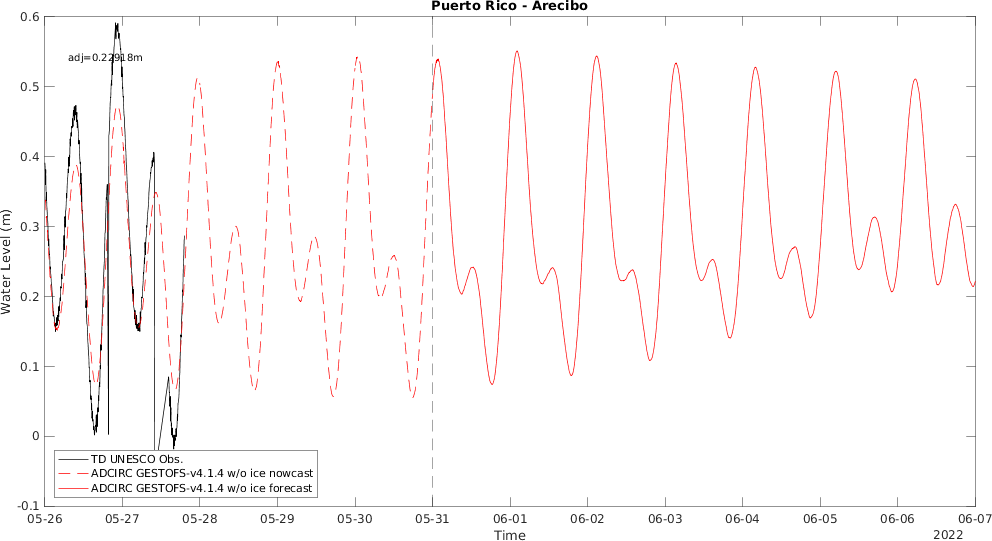 Puerto Rico - Arecibo
adj=0.22918m
0.6
0.5
0.4
0.3
0.2
0.1
0
-0.1
Water Level (m)
TD UNESCO Obs.
ADCIRC GESTOFS-v4.1.4 w/o ice nowcast
ADCIRC GESTOFS-v4.1.4 w/o ice forecast
05-26 05-27 05-28 05-29 05-30 05-31 06-01 06-02 06-03 06-04 06-05 06-06 06-07
Time
2022